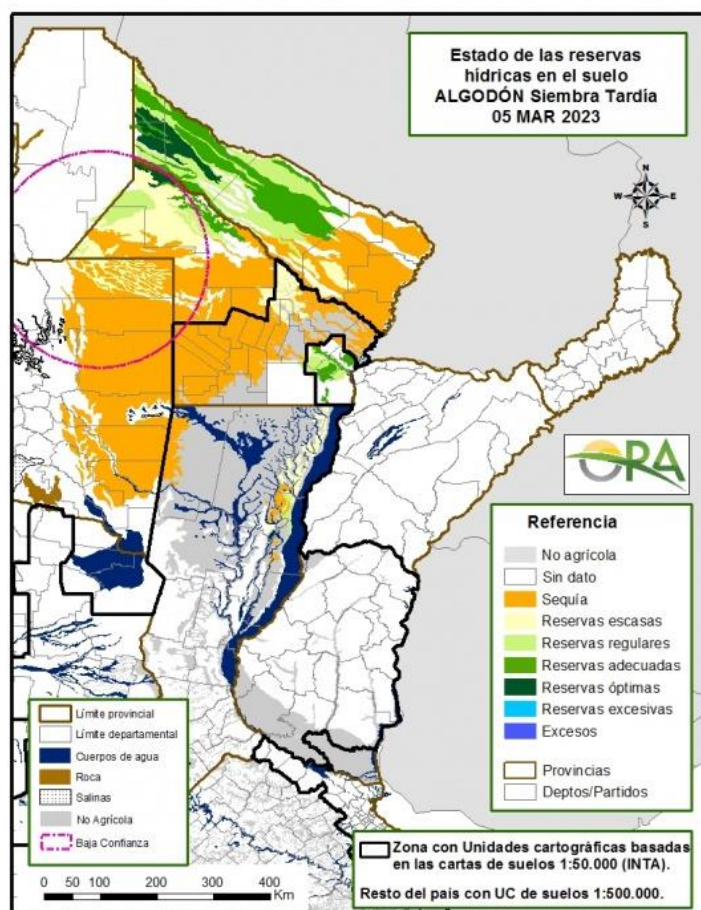 Estado de las reservas
hídricas en el suelo
ALGODÓN Siembra Tardía
05 MAR 2023
N
W E
S
ORA
Referencia
No agrícola
Sin dato
Sequía
Reservas escasas
Reservas regulares
Reservas adecuadas
Reservas óptimas
Reservas excesivas
Excesos
Provincias
Deptos/Partidos
Límite provincial
Límite departamental
Cuerpos de agua
Roca
Salinas
No Agrícola
Baja Confianza
0 50 100 200 300 400
Km
Zona con Unidades cartográficas basadas
en las cartas de suelos 1:50.000 (INTA).
Resto del país con UC de suelos 1:500.000.